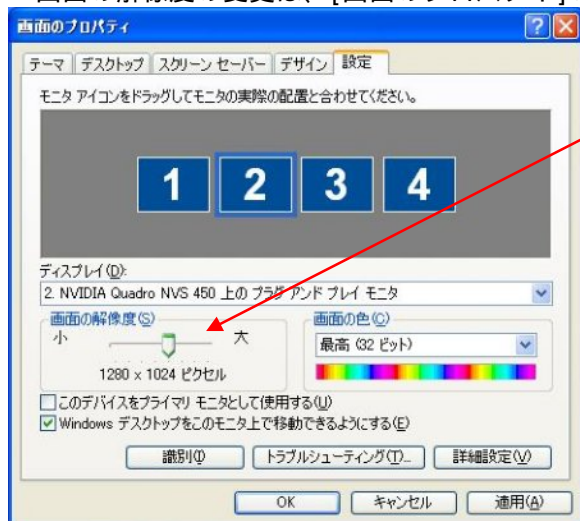 画面のプロパティ
テーマ デスクトップ スクリーン セーバー デザイン 設定
モニタ アイコンをドラッグしてモニタの実際の配置と合わせてください。
1 2 3 4
ディスプレイ(D):
2. NVIDIA Quadro NVS 450 上の プラグ アンド プレイ モニタ
画面の解像度(S) 画面の色(C)
小 大 最高 (32 ビット)
1280 x 1024 ピクセル
このデバイスをプライマリ モニタとして使用する(U)
Windows デスクトップをこのモニタ上で移動できるようにする(E)
識別(I) トラブルシューティング(T)... 詳細設定(V)
OK キャンセル 適用(A)